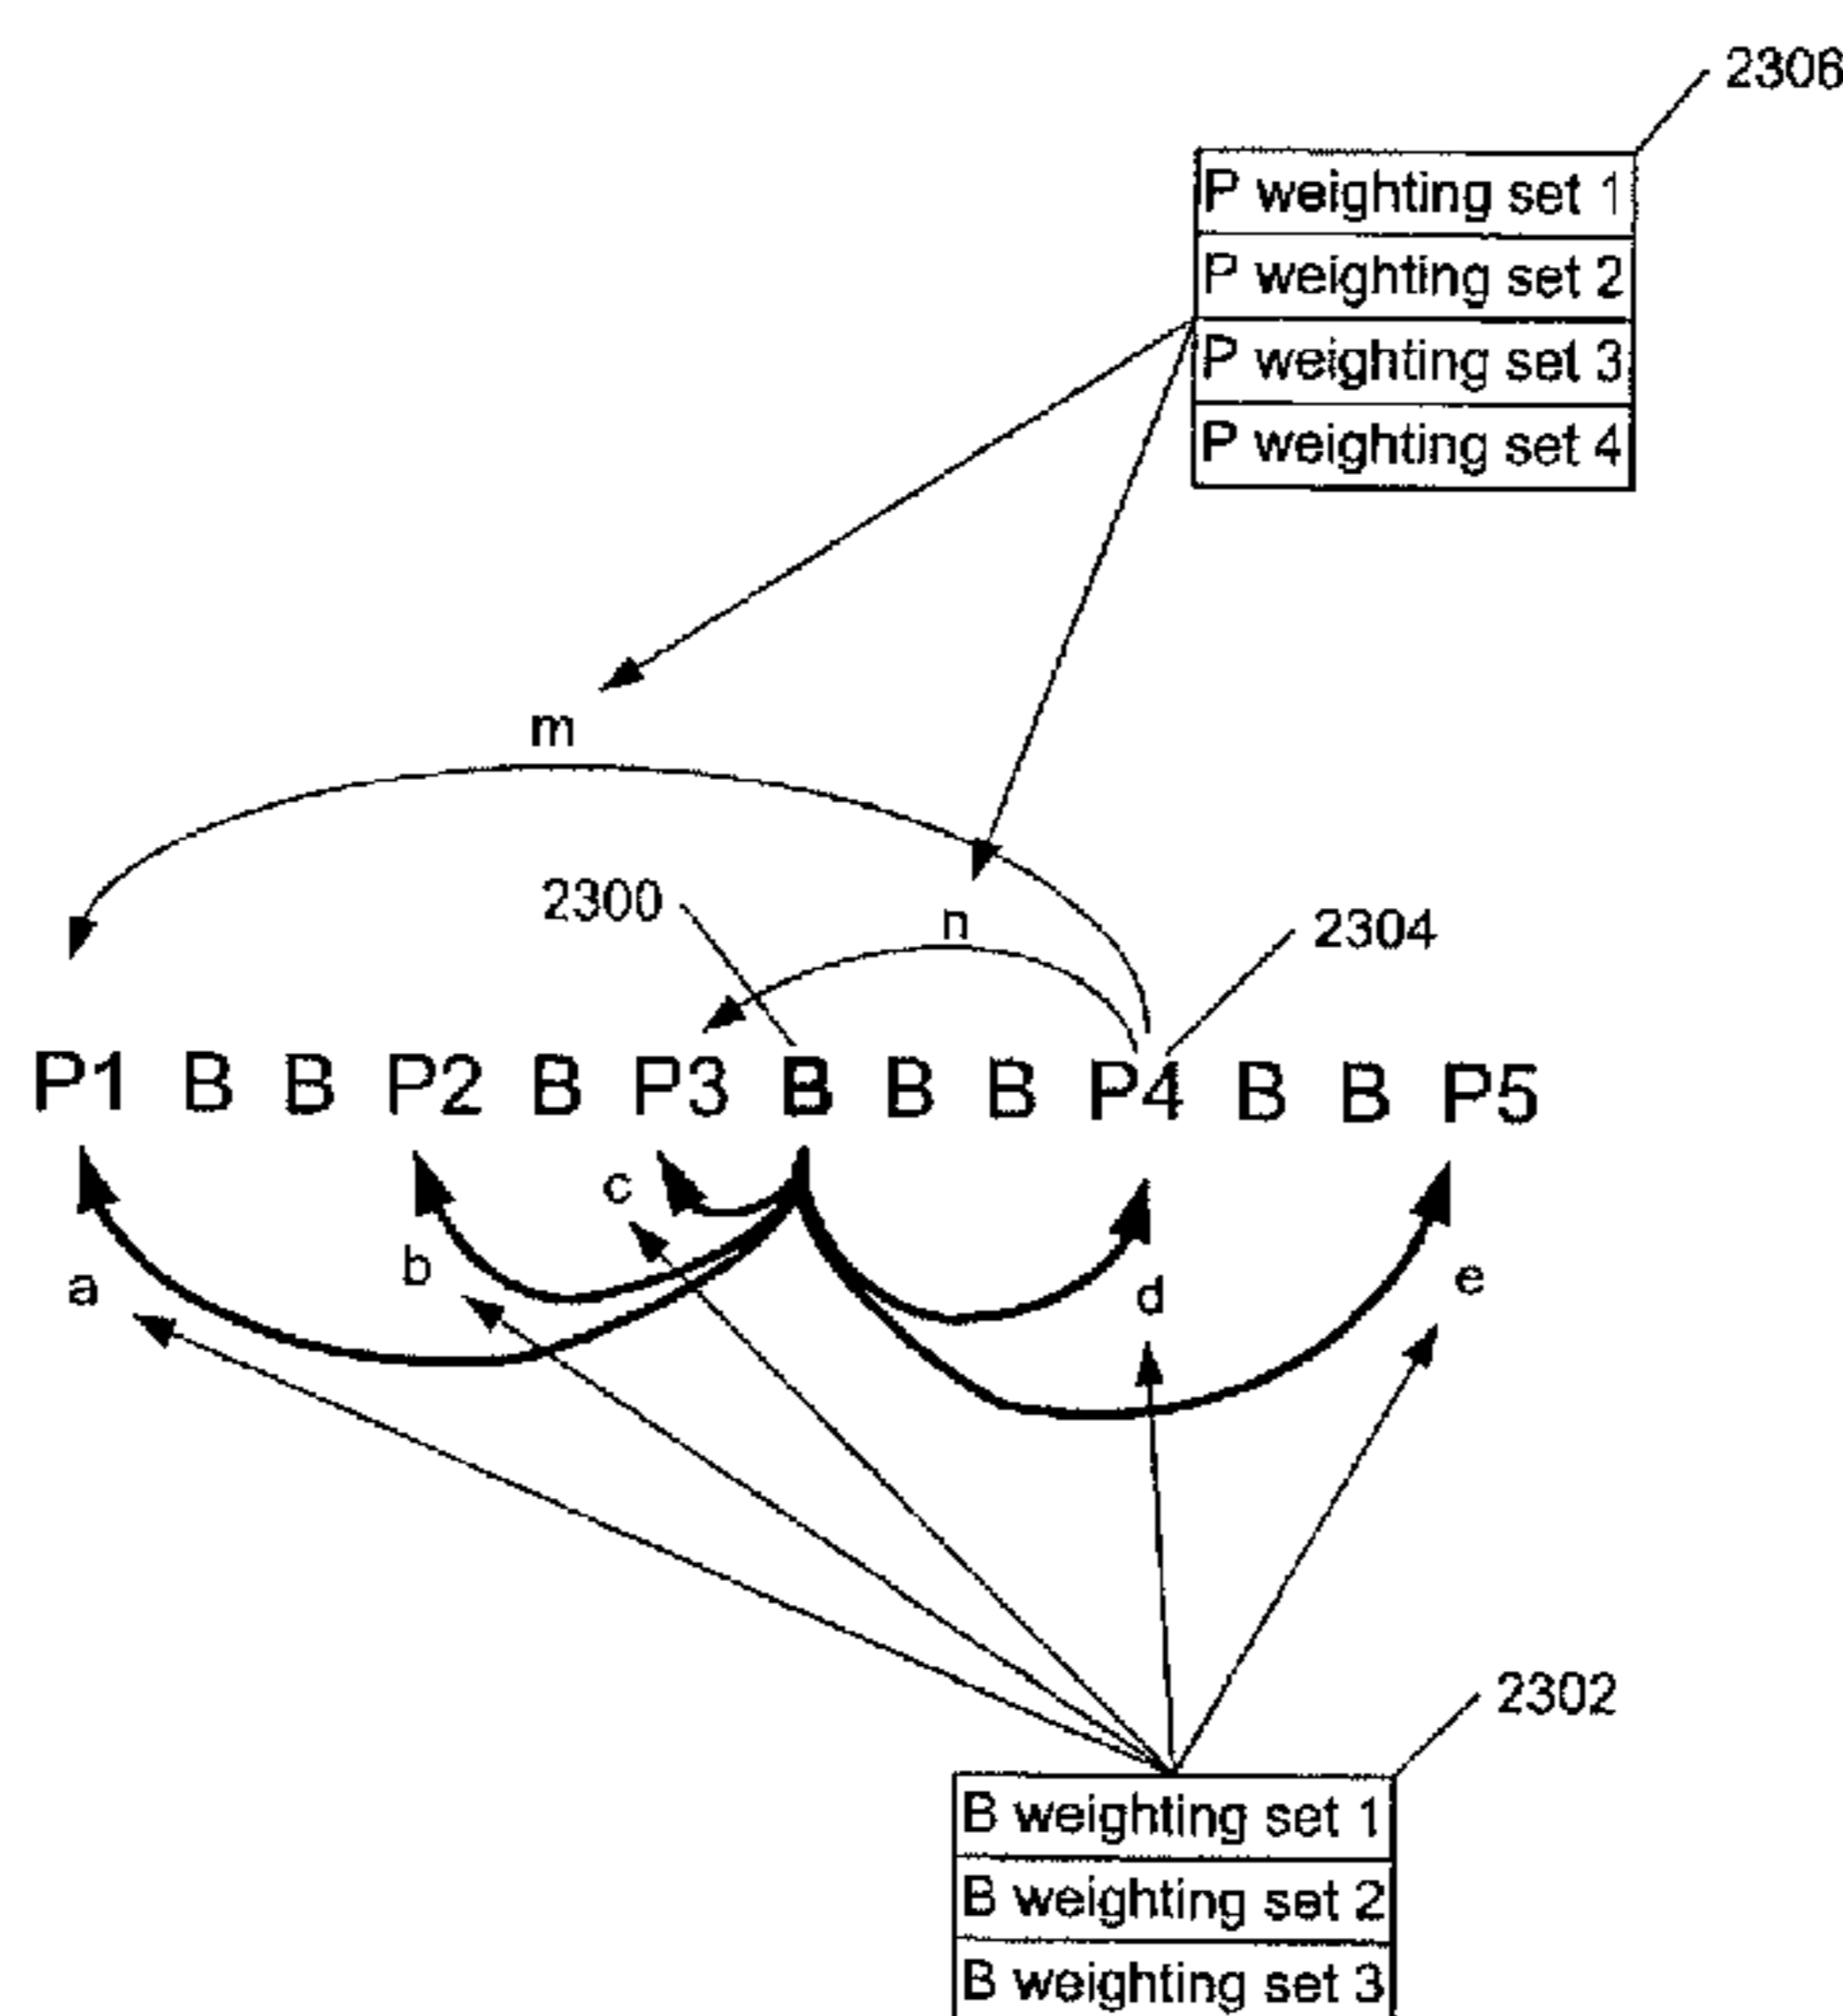 2306
P weighting set 1
P weighting set 2
P weighting set 3
P weighting set 4
m
2300
n
2304
P1 B B P2 B P3 B B B P4 B B P5
c
b
a
d
e
2302
B weighting set 1
B weighting set 2
B weighting set 3